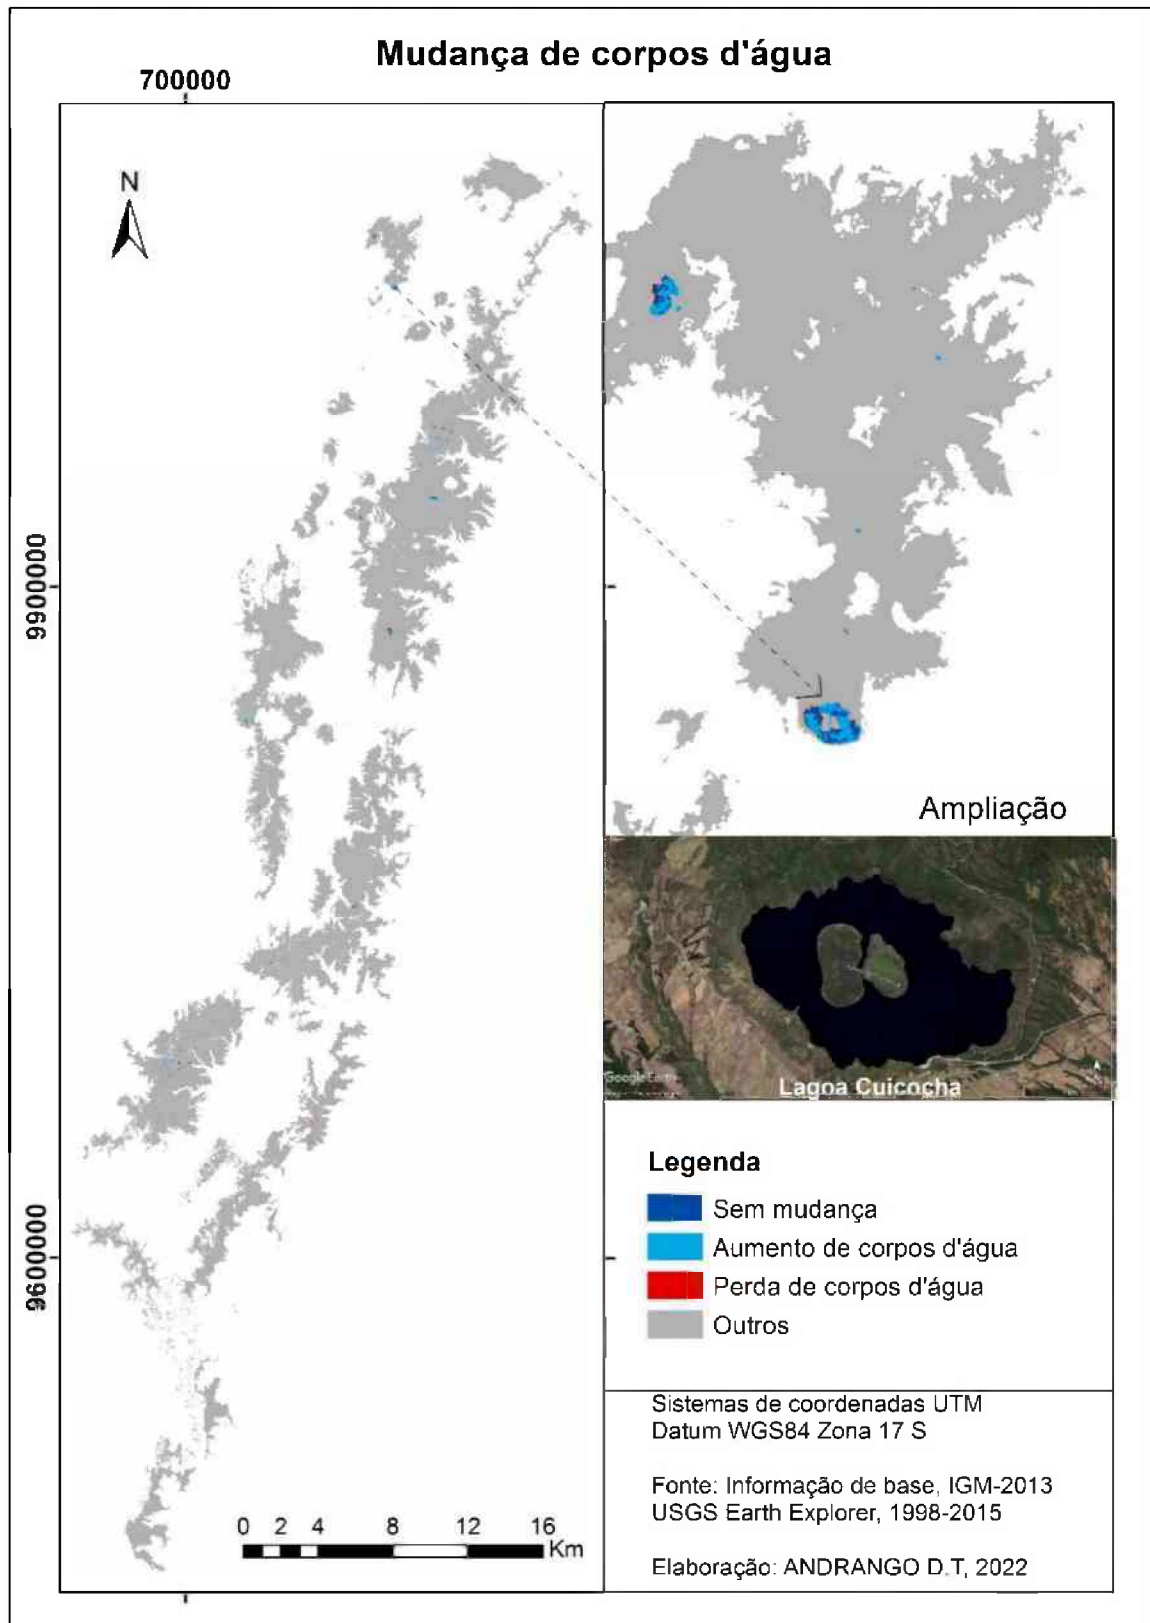 Mudança de corpos d'água
700000
N
9900000
9600000
Ampliação
GoogleEarth
Lagoa Cuicocha
Legenda
Sem mudança
Aumento de corpos d'água
Perda de corpos d'água
Outros
Sistemas de coordenadas UTM
Datum WGS84 Zona 17 S
Fonte: Informação de base, IGM-2013
USGS Earth Explorer, 1998-2015
Elaboração: ANDRANGO D.T, 2022
0 2 4 8 12 16
Km